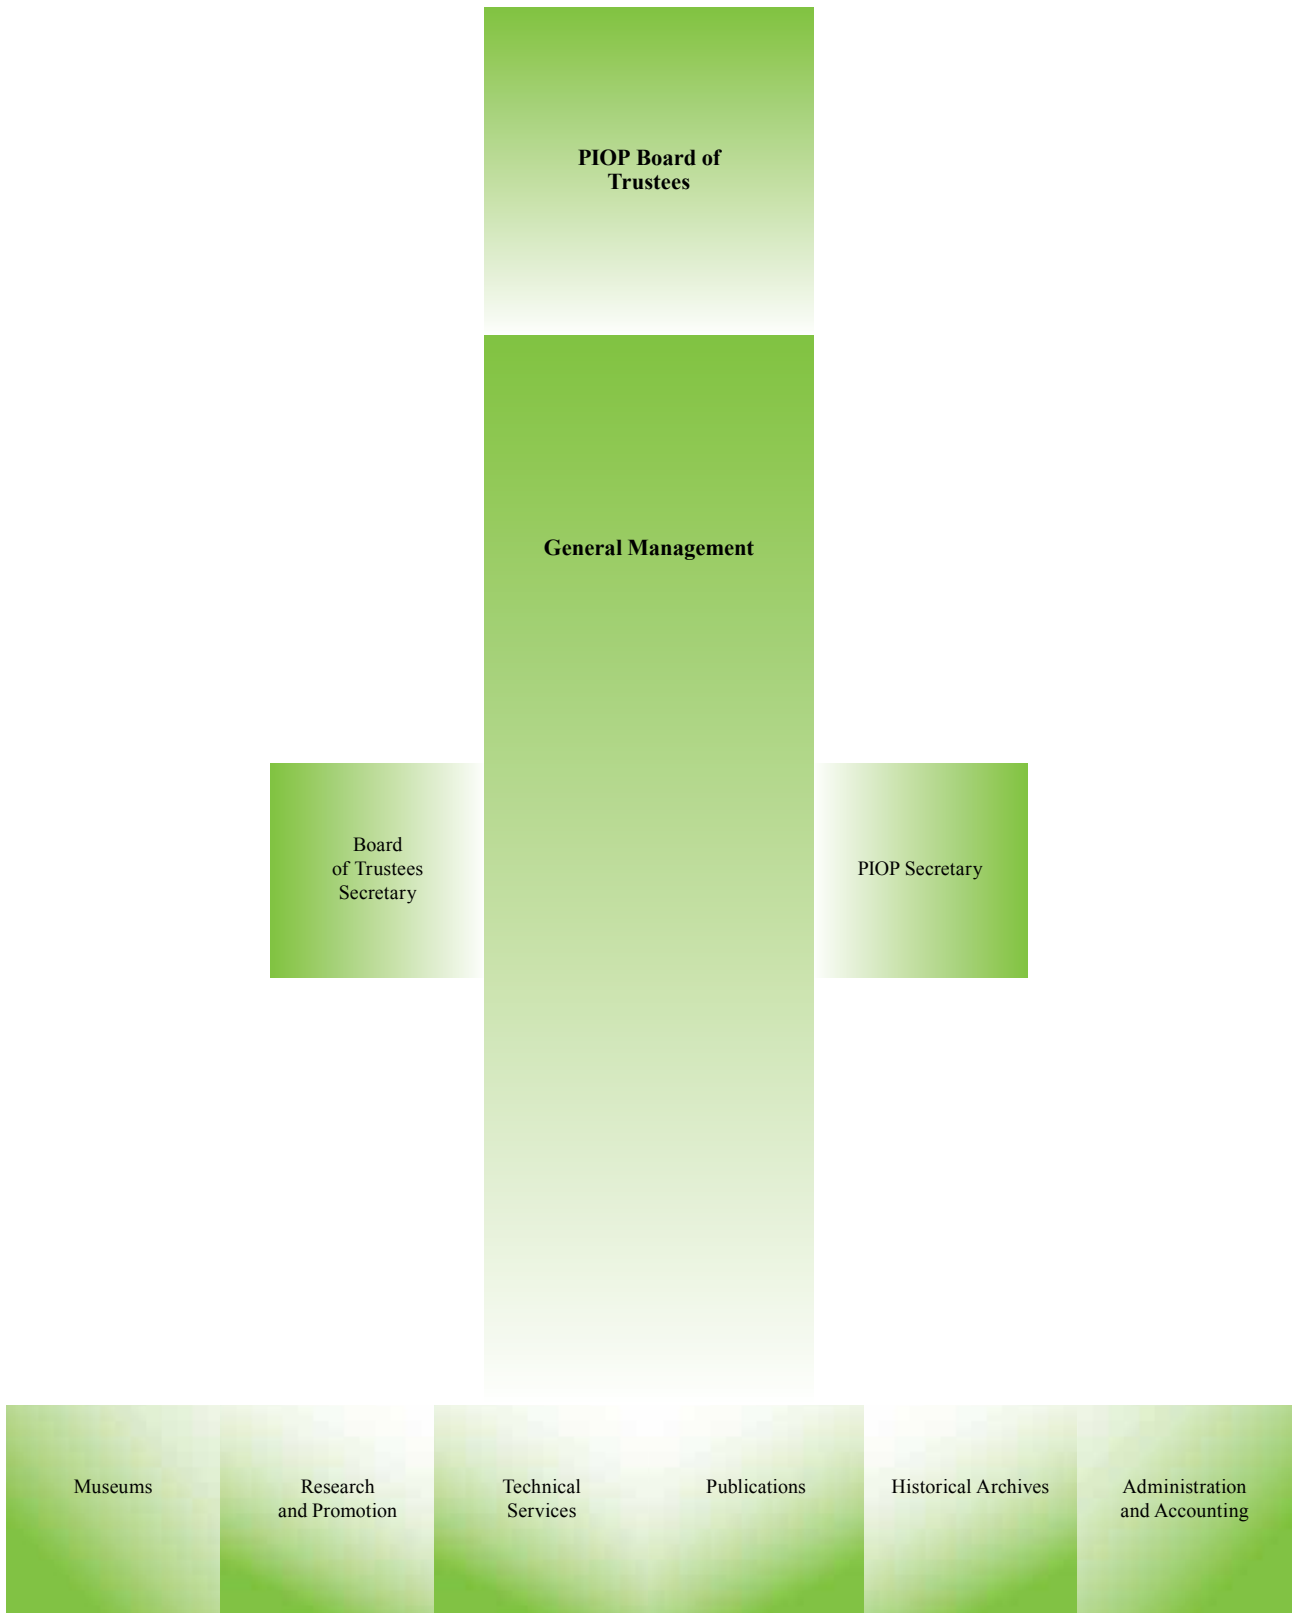 PIOP Board of
Trustees
General Management
Board
of Trustees
Secretary
PIOP Secretary
Museums
Research
and Promotion
Technical
Services
Publications
Historical Archives
Administration
and Accounting